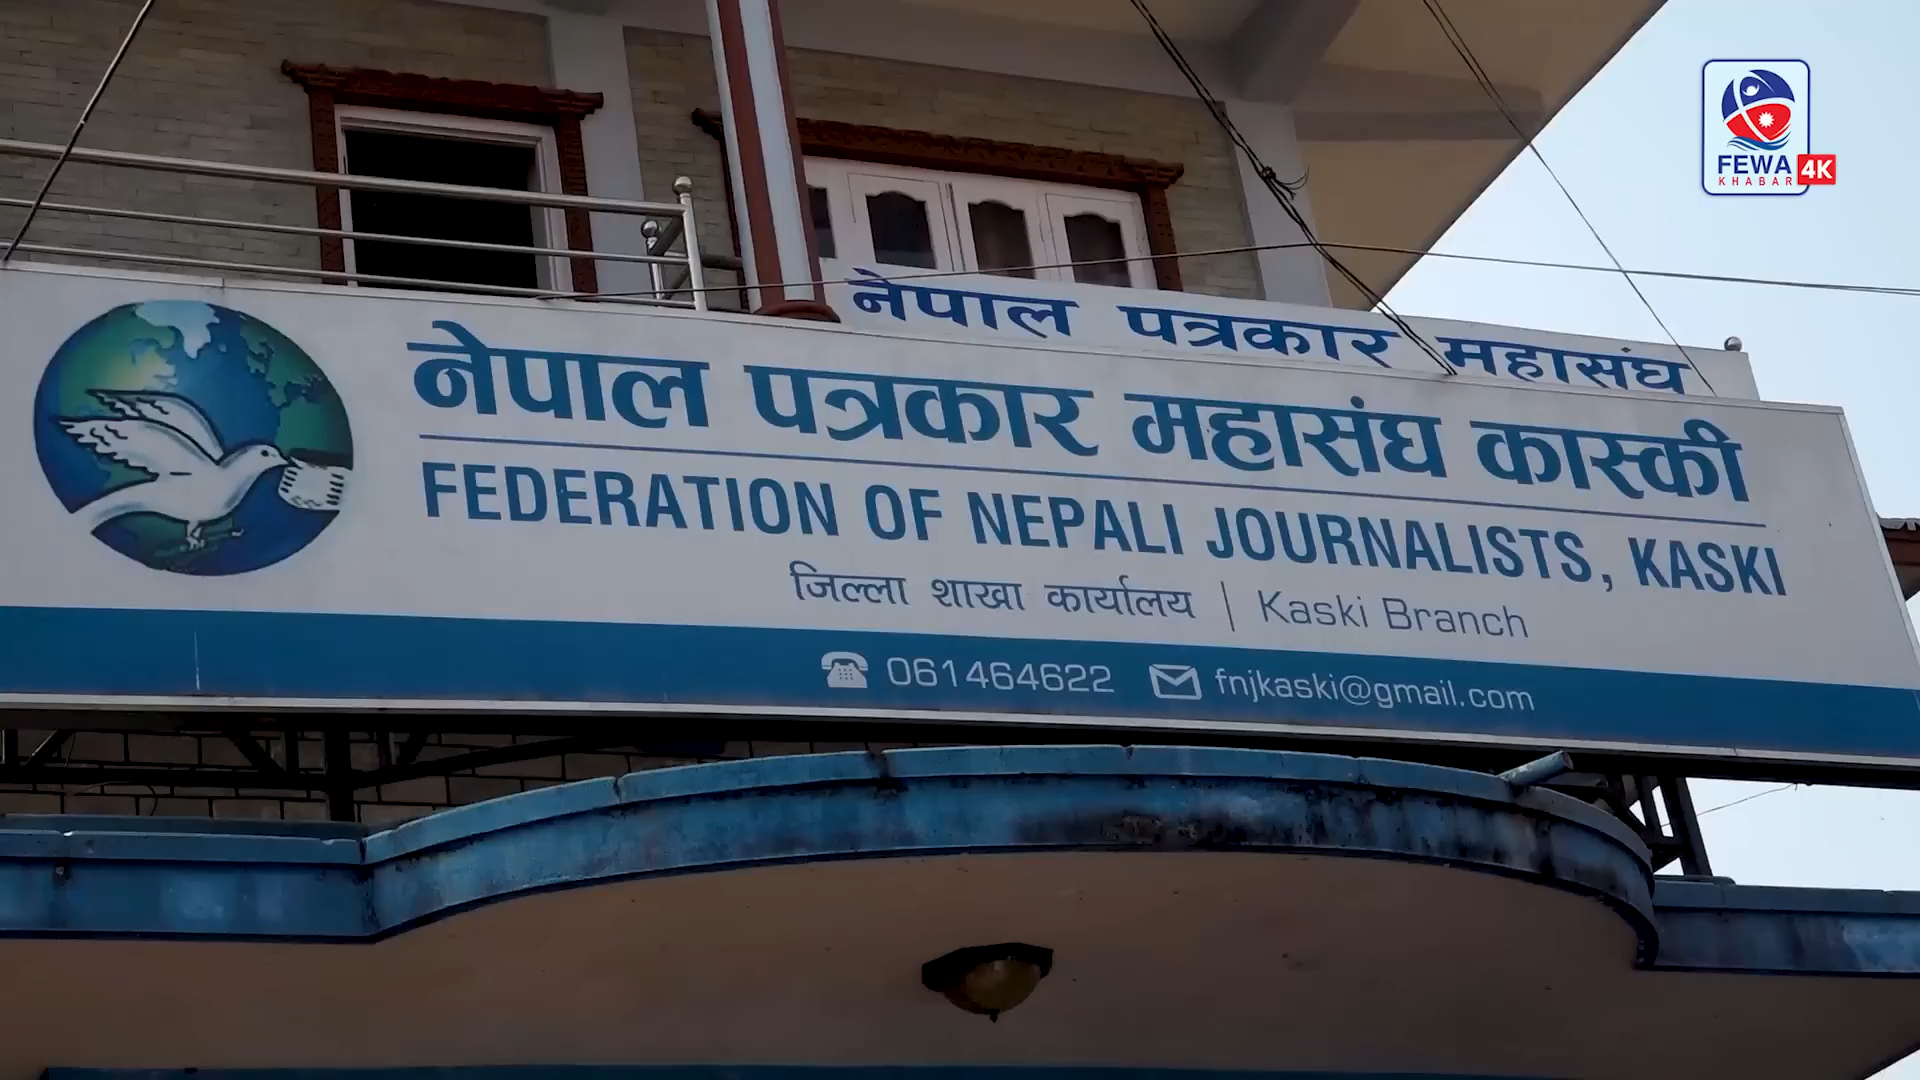 FEWA
KHABAR 4K
नेपाल पत्रकार महासंघ
नेपाल पत्रकार महासंघ कास्की
FEDERATION OF NEPALI JOURNALISTS, KASKI
जिल्ला शाखा कार्यालय | Kaski Branch
061464622 fnjkaski@gmail.com